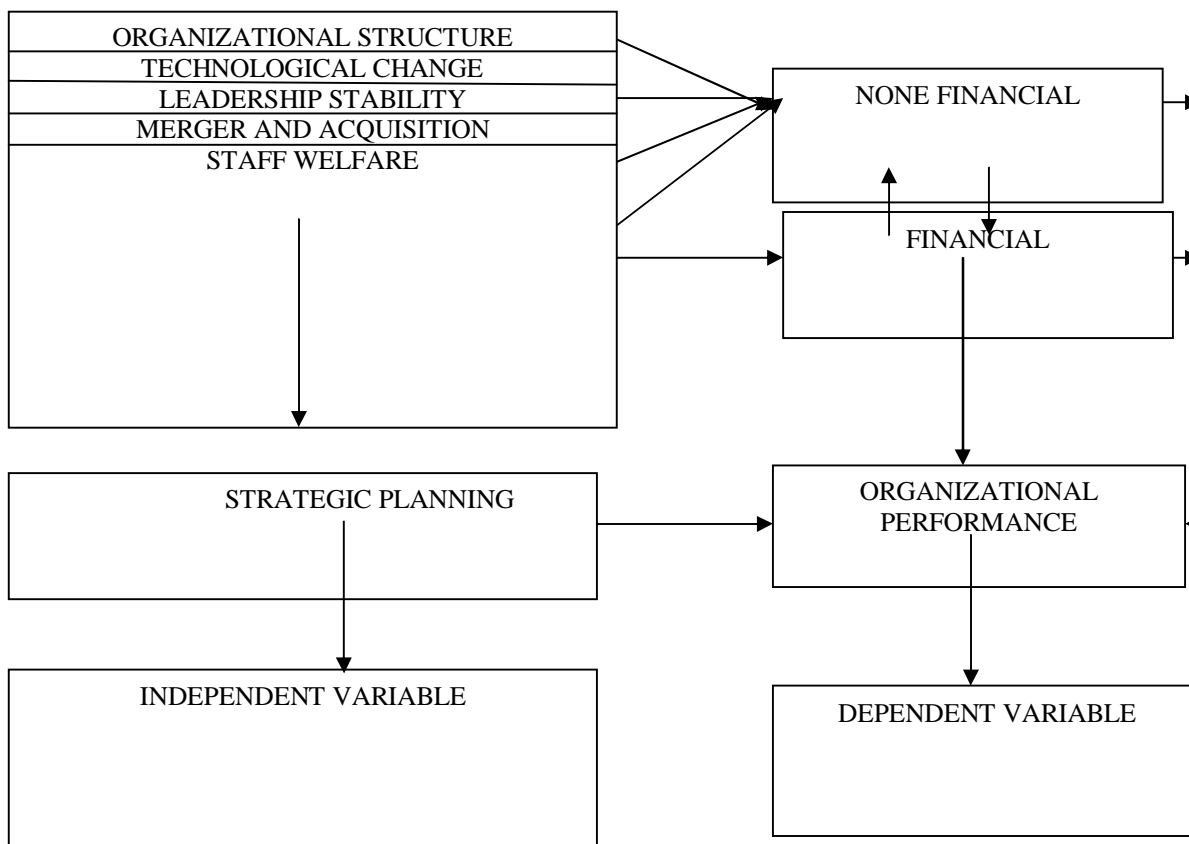 ORGANIZATIONAL STRUCTURE
TECHNOLOGICAL CHANGE
LEADERSHIP STABILITY
MERGER AND ACQUISITION
STAFF WELFARE
NONE FINANCIAL
FINANCIAL
STRATEGIC PLANNING
ORGANIZATIONAL
PERFORMANCE
INDEPENDENT VARIABLE
DEPENDENT VARIABLE